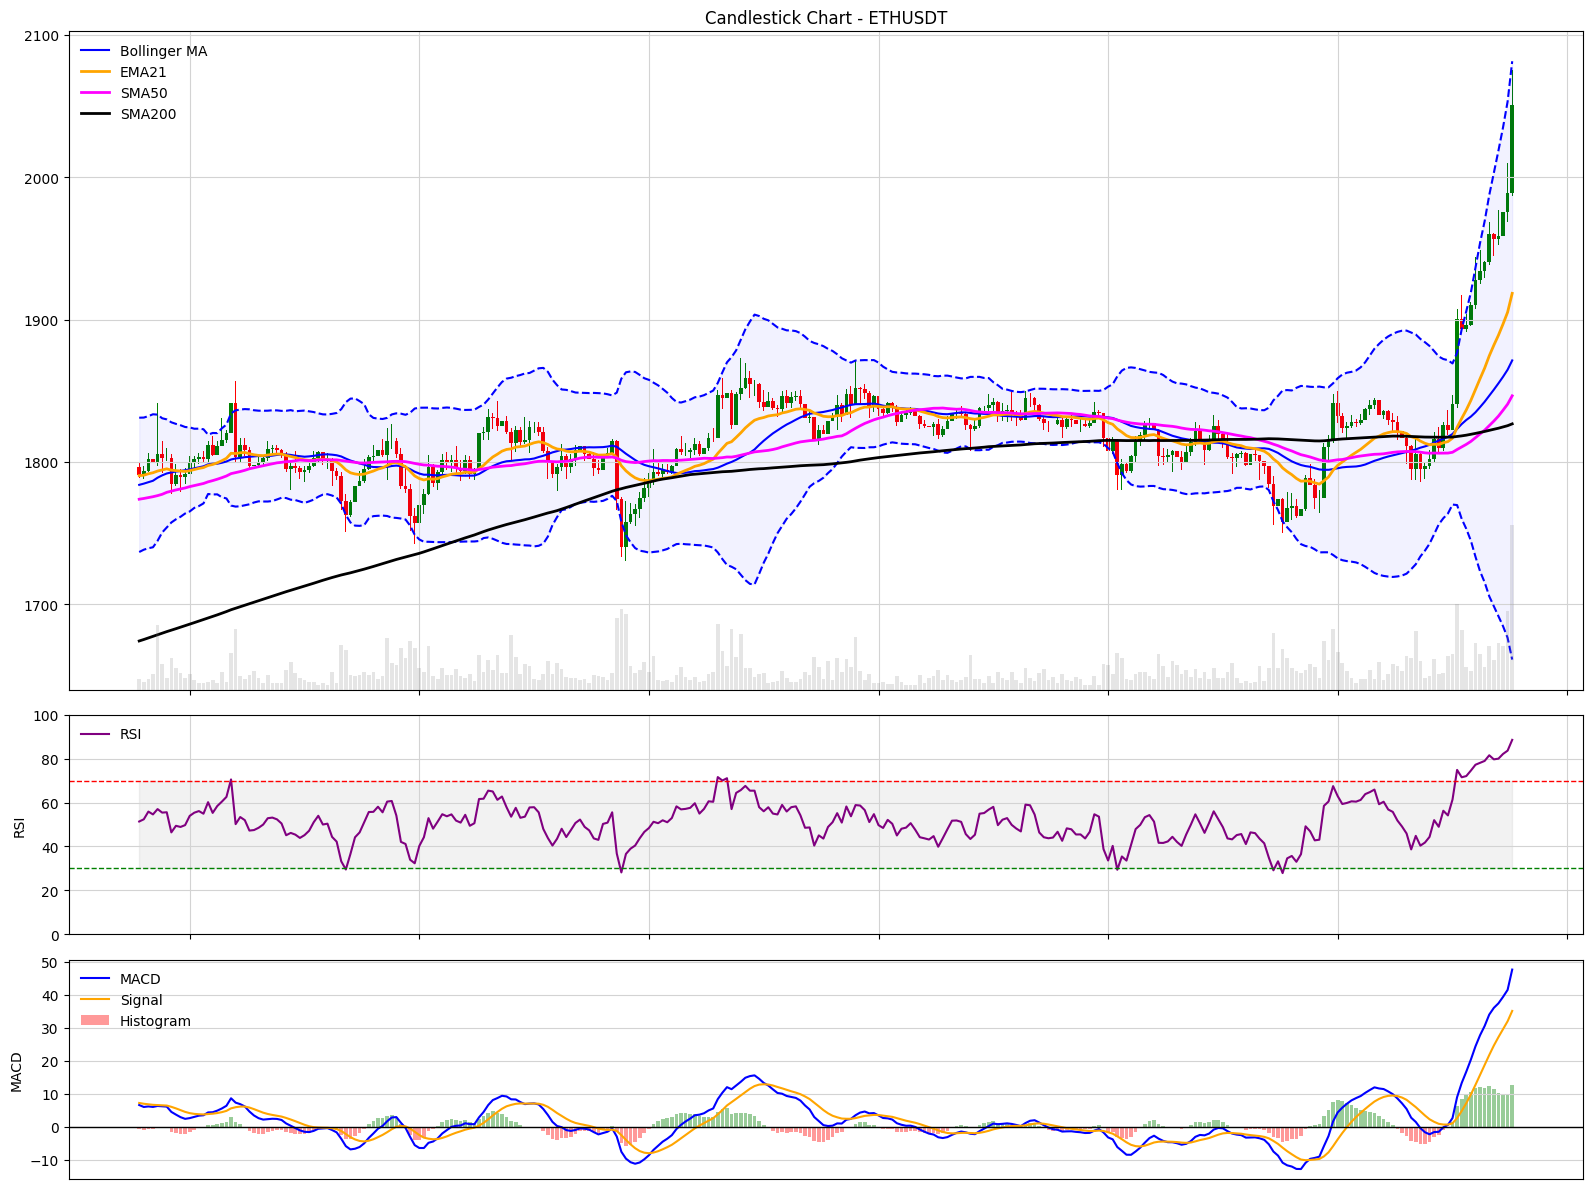 Candlestick Chart - ETHUSDT
2100
Bollinger MA
EMA21
SMA50
SMA200
2000
1900
1800
1700
100
RSI
80
60
RSI
40
20
0
50
MACD
40
Signal
30
Histogram
20
MACD
10
0
−10